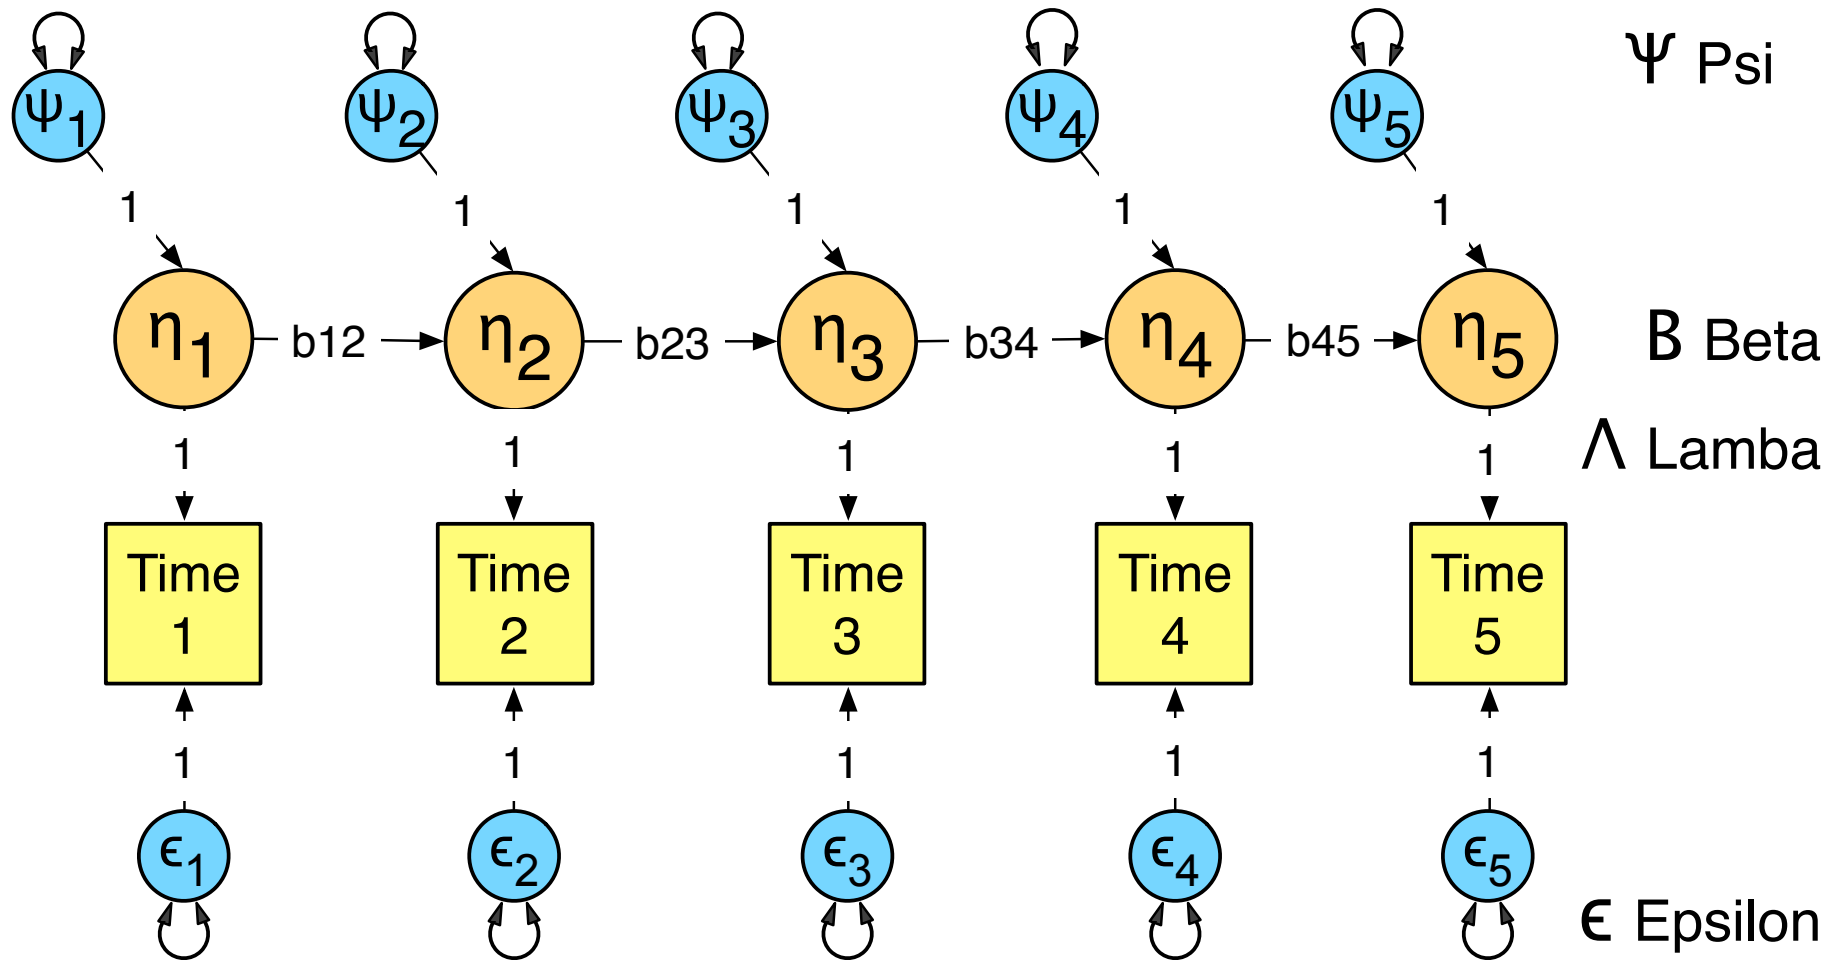 ψ1 ψ2 ψ3 ψ4 ψ5 Ψ Psi
1 1 1 1 1
η1 b12 η2 b23 η3 b34 η4 b45 η5 B Beta
1 1 1 1 1 Λ Lamba
Time Time Time Time Time
1 2 3 4 5
1 1 1 1 1
ϵ1 ϵ2 ϵ3 ϵ4 ϵ5
ϵ Epsilon